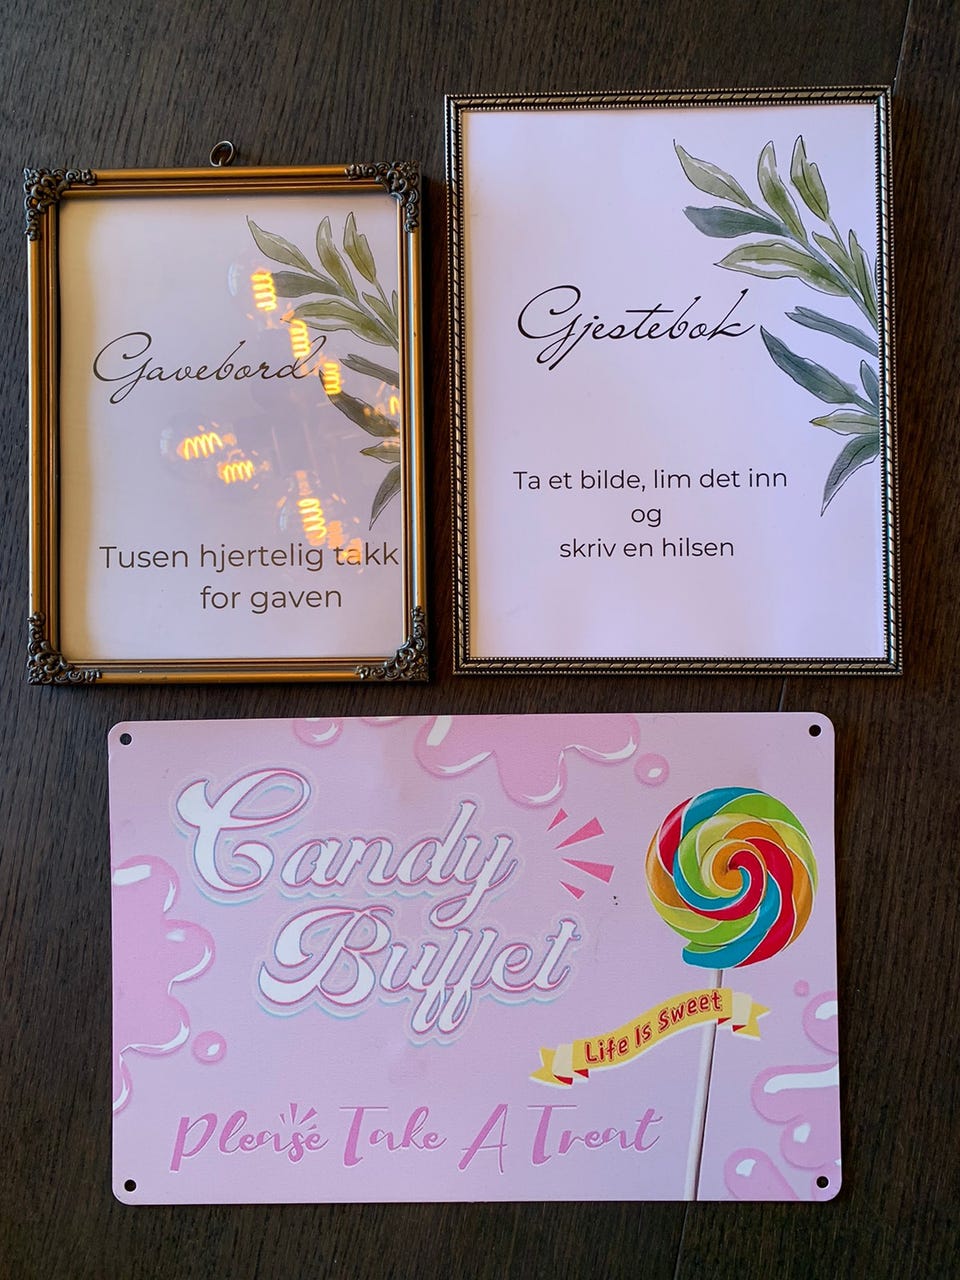 Gavebord
Tusen hjertelig takk
for gaven
Gjestebok
Ta et bilde, lim det inn
og
skriv en hilsen
Candy
Buffet
Life Is Sweet
Please Take A Treat